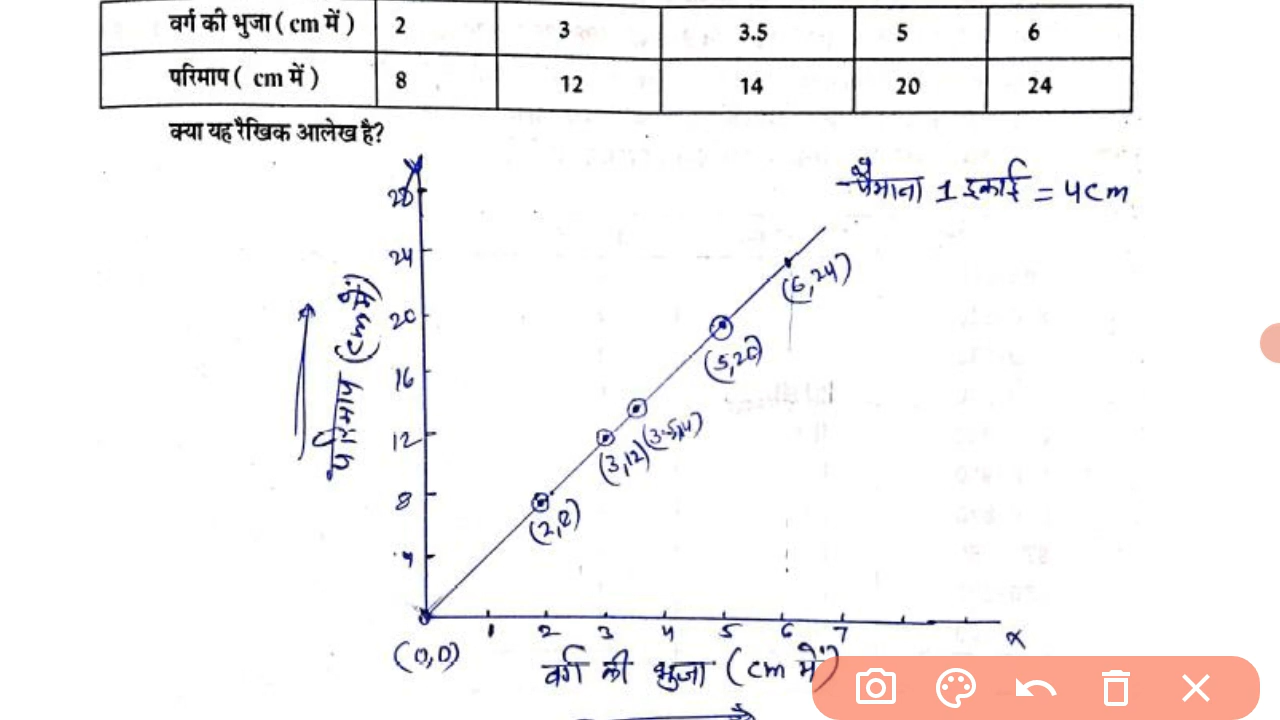 वर्ग की भुजा ( cm में ) 2 3 3.5 5 6
परिमाप ( cm में ) 8 12 14 20 24
क्या यह रैखिक आलेख है?
Y
पैमाना 1 इकाई = 4cm
28
24
20
16
12
8
4
परिमाप (cm में)
(6,24)
(5,20)
(3.5,14)
(3,12)
(2,8)
1 2 3 4 5 6 7 x
(0,0)
वर्ग की भुजा (cm में)